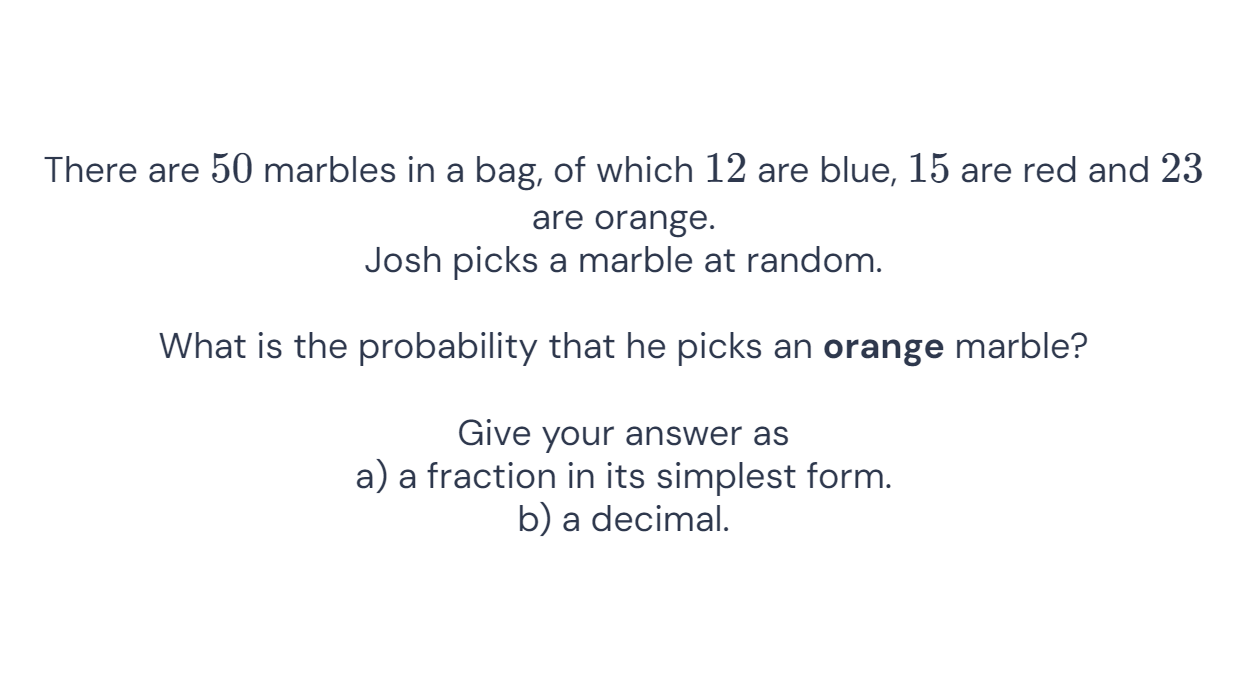 There are 50 marbles in a bag, of which 12 are blue, 15 are red and 23
are orange.
Josh picks a marble at random.
What is the probability that he picks an orange marble?
Give your answer as
a) a fraction in its simplest form.
b) a decimal.